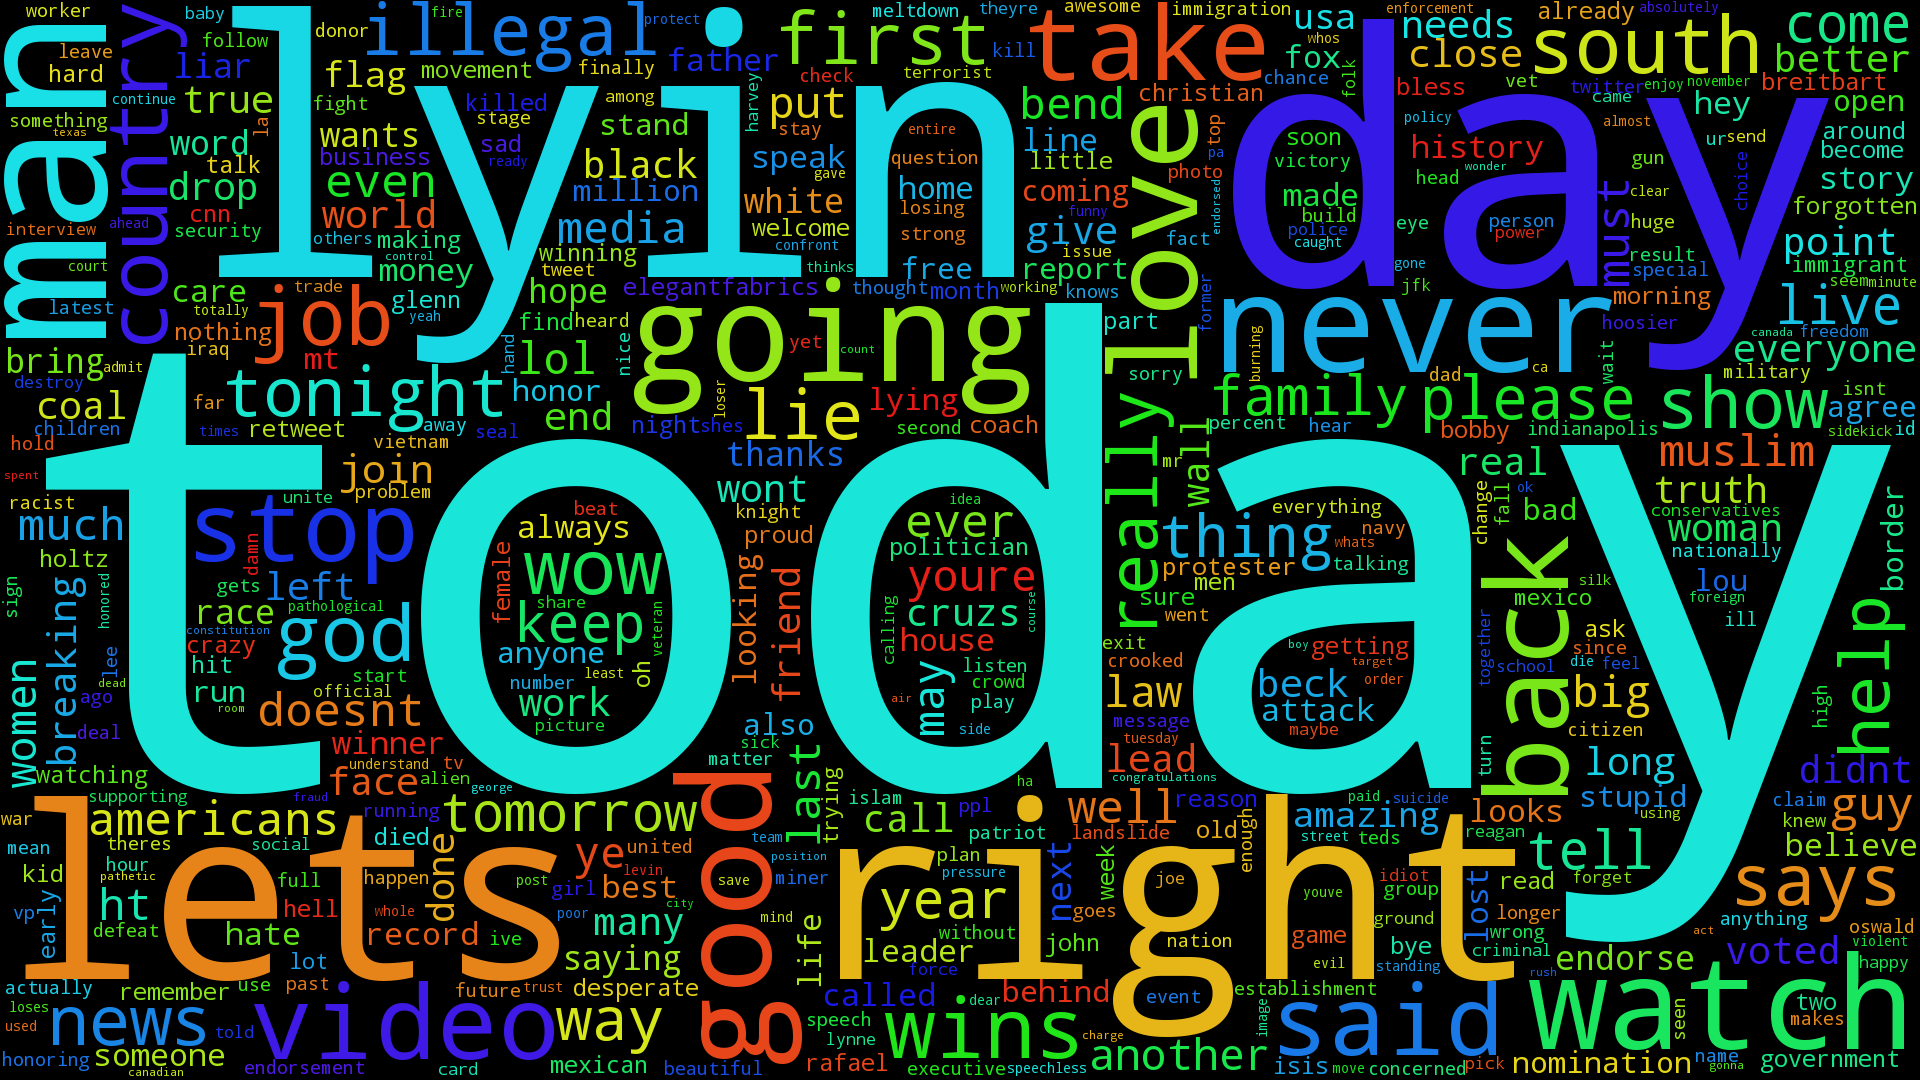 worker
baby
fire
protect
meltdown
theyre
awesome
immigration
enforcement
absolutely
leave
follow
donor
illegal
father
first
kill
take
usa
whos
needs
already
south
come
man
country
lyin
hard
liar
flag
movement
finally
check
terrorist
fox
close
better
continue
true
fight
killed
among
harvey
put
bend
christian
chance
folk
bless
vet
twitter
enjoy
november
breitbart
something
texas
law
wants
stage
stand
stay
entire
line
love
top
day
policy
came
hey
open
word
business
sad
black
speak
question
little
pa
soon
history
almost
ur
send
around
talk
ready
million
gave
home
coming
photo
victory
wonder
gun
become
drop
even
white
losing
funny
endorsed
made
head
must
clear
choice
story
interview
cnn
world
media
welcome
strong
give
build
eye
person
huge
forgotten
ahead
security
others
making
winning
confront
free
issue
fact
police
power
result
point
court
control
money
tweet
thinks
report
caught
gone
special
immigrant
latest
care
trade
glenn
hope
elegantfabrics
thought
month
working
knows
former
jfk
morning
seem
minute
totally
job
yeah
find
heard
going
part
never
hoosier
live
nothing
iraq
mt
hand
nice
yet
count
burning
wait
canada
freedom
bring
admit
lol
sorry
dad
ca
military
everyone
destroy
far
tonight
honor
loser
lie
lying
family
please
isnt
show
coal
times
retweet
away
seal
end
night
shes
second
coach
percent
hear
bobby
indianapolis
agree
children
vietnam
sidekick
id
hold
today
join
thanks
really
wall
mr
real
muslim
spent
problem
wont
idea
everything
change
ok
truth
racist
unite
beat
knight
ever
navy
fall
bad
conservatives
border
much
stop
always
proud
thing
whats
woman
holtz
damn
wow
politician
protester
talking
back
nationally
sign
honored
gets
left
female
share
looking
friend
youre
men
sure
silk
lou
breaking
race
pathological
keep
veteran
calling
cruzs
course
went
mexico
foreign
help
constitution
god
house
exit
boy
getting
together
ask
ill
women
lee
crazy
anyone
oh
crooked
target
since
dead
hit
start
least
may
listen
beck
order
school
die
feel
ago
run
official
number
crowd
law
attack
big
high
room
doesnt
work
air
play
message
maybe
citizen
deal
picture
also
side
tuesday
turn
winner
sick
lead
long
didnt
watching
understand
tv
matter
last
congratulations
face
alien
george
ha
stupid
supporting
fraud
good
trying
islam
ppl
well
reason
paid
suicide
looks
claim
guy
war
americans
running
tomorrow
call
patriot
landslide
old
amazing
using
knew
theres
social
died
team
street
teds
reagan
tell
mean
hour
lets
done
ye
united
position
right
plan
next
week
enough
idiot
believe
kid
pathetic
full
happen
levin
miner
pressure
joe
youve
group
lost
read
forget
says
ht
post
girl
best
save
year
goes
vp
hell
whole
poor
city
ground
longer
anything
oswald
early
defeat
hate
record
ive
many
mind
life
without
nation
game
bye
wrong
act
lot
saying
leader
john
evil
criminal
voted
violent
actually
past
force
standing
rush
endorse
happy
remember
use
future
trust
desperate
called
dear
behind
event
establishment
loses
used
news
told
video
way
speech
wins
image
said
watch
seen
two
makes
honoring
someone
lynne
charge
another
isis
move
concerned
nomination
name
government
canadian
endorsement
card
mexican
beautiful
rafael
executive
speechless
pick
gonna